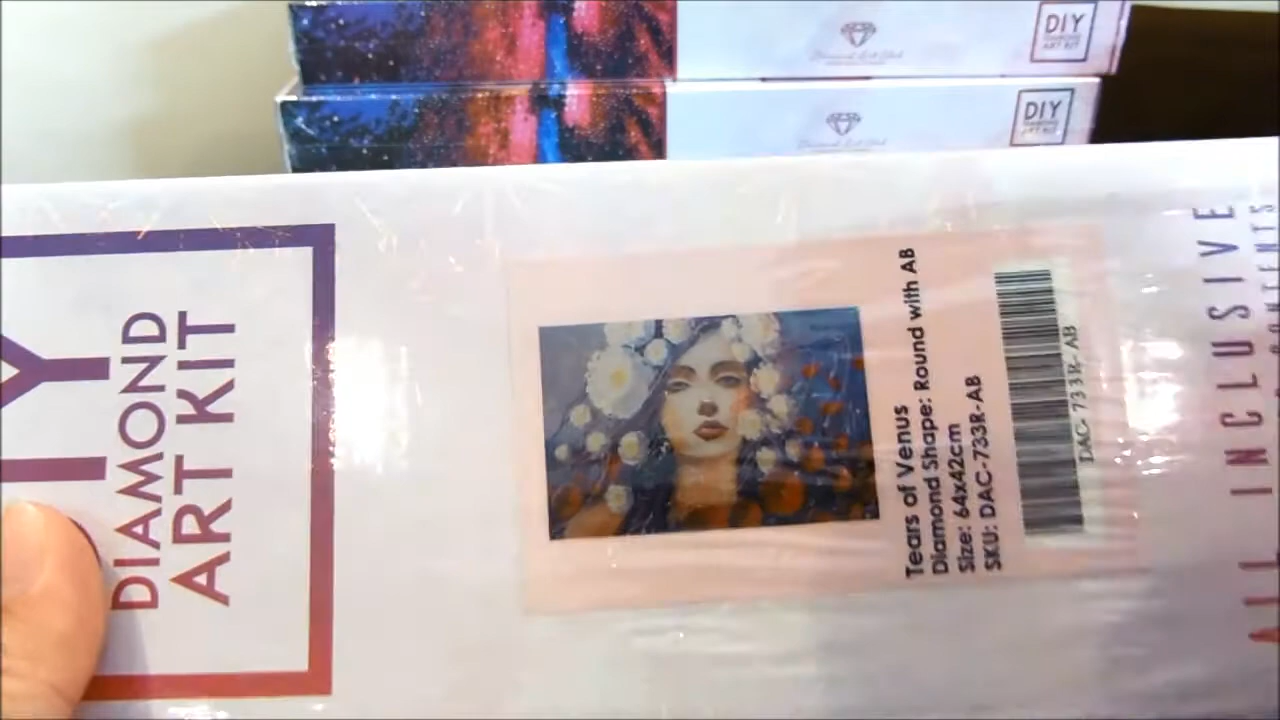 DIY
DIY
ART KIT
Y
DIAMOND
ART KIT
Tears of Venus
Diamond Shape: Round with AB
Size: 64x42cm
SKU: DAC-733R-AB
DAC-733R-AB
ALL INCLUSIVE